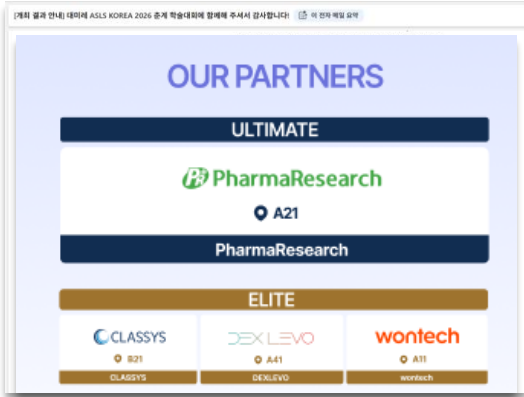 [개최 결과 안내] 대미레 ASLS KOREA 2026 춘계 학술대회에 함께해 주셔서 감사합니다!
이 전자 메일 요약
OUR PARTNERS
ULTIMATE
PharmaResearch
A21
PharmaResearch
ELITE
CLASSYS
DEXLEVO
wontech
B21
A41
A11
CLASSYS
DEXLEVO
wontech